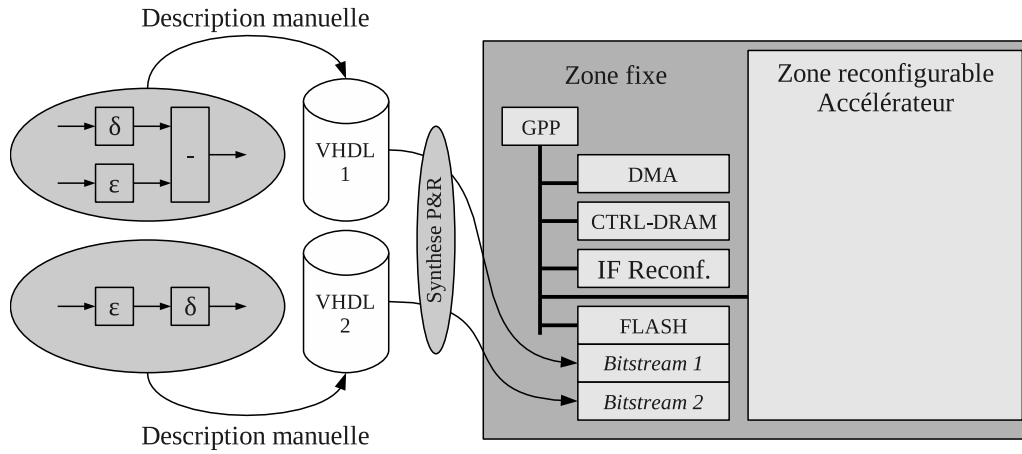 Description manuelle
δ
ε
-
VHDL
1
ε
δ
VHDL
2
Description manuelle
Synthèse P&R
Zone fixe
GPP
DMA
CTRL-DRAM
IF Reconf.
FLASH
Bitstream 1
Bitstream 2
Zone reconfigurable
Accélérateur